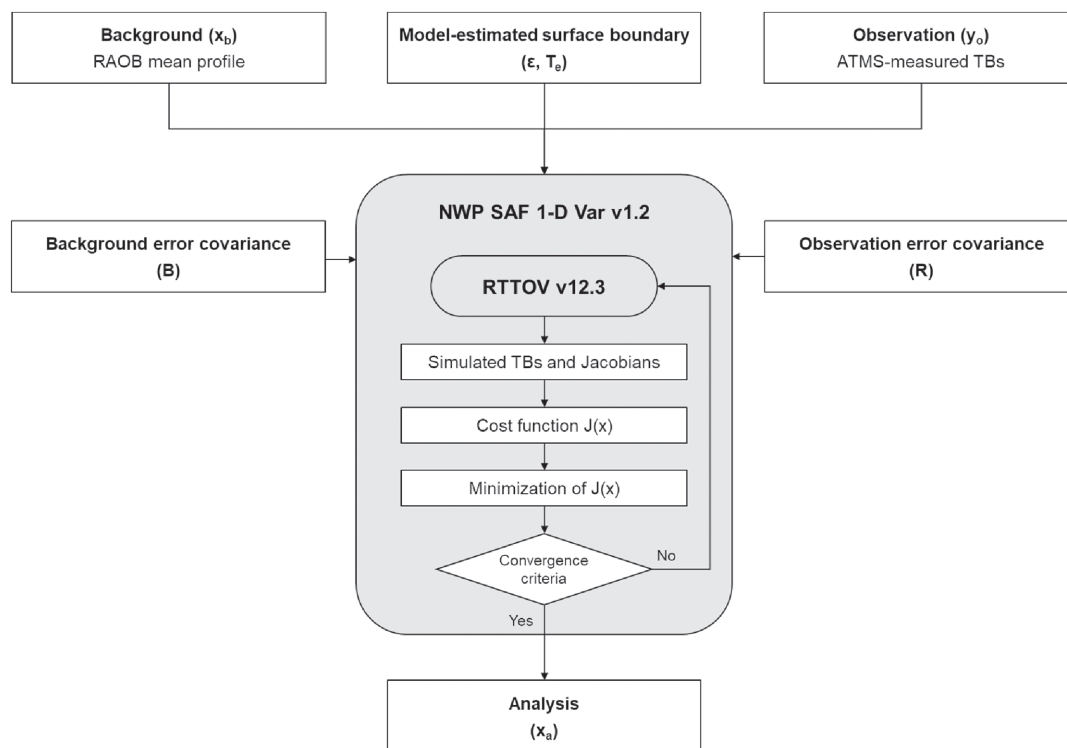 Background (x_b)
RAOB mean profile
Model-estimated surface boundary
(ε, T_e)
Observation (y_o)
ATMS-measured TBs
NWP SAF 1-D Var v1.2
Background error covariance
(B)
Observation error covariance
(R)
RTTOV v12.3
Simulated TBs and Jacobians
Cost function J(x)
Minimization of J(x)
Convergence
criteria
No
Yes
Analysis
(x_a)